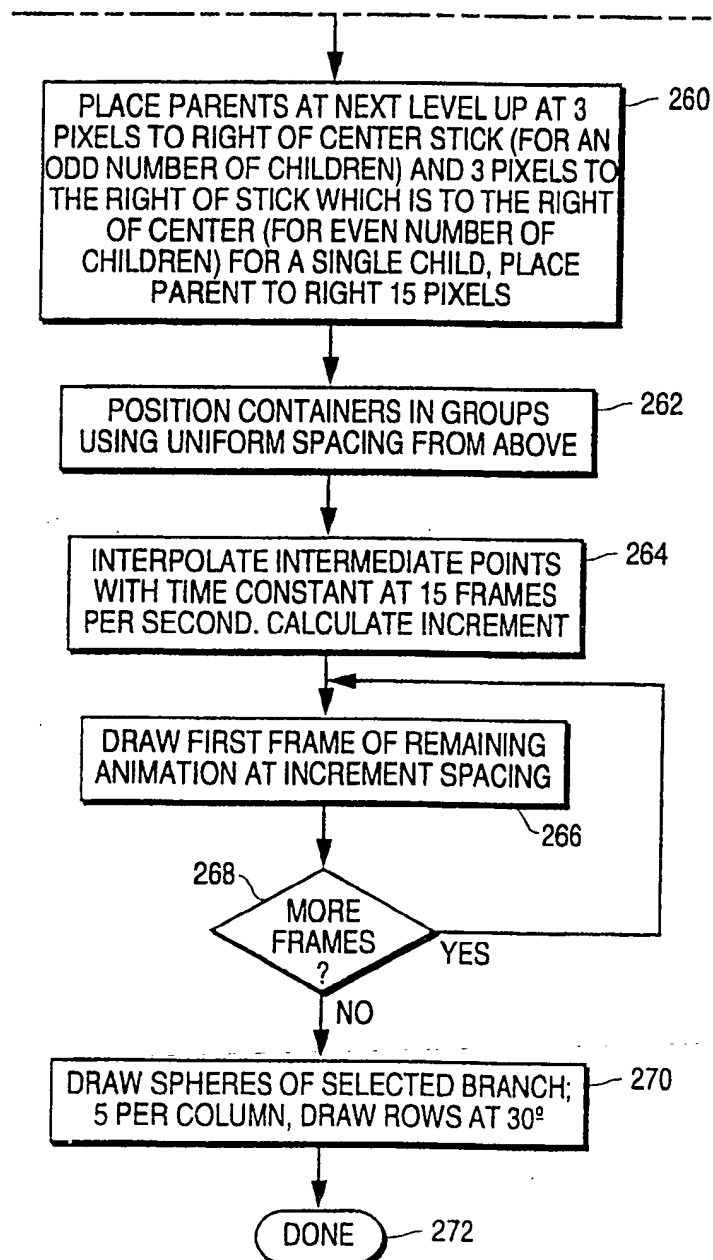 PLACE PARENTS AT NEXT LEVEL UP AT 3
PIXELS TO RIGHT OF CENTER STICK (FOR AN
ODD NUMBER OF CHILDREN) AND 3 PIXELS TO
THE RIGHT OF STICK WHICH IS TO THE RIGHT
OF CENTER (FOR EVEN NUMBER OF
CHILDREN) FOR A SINGLE CHILD, PLACE
PARENT TO RIGHT 15 PIXELS
260
POSITION CONTAINERS IN GROUPS
USING UNIFORM SPACING FROM ABOVE
262
INTERPOLATE INTERMEDIATE POINTS
WITH TIME CONSTANT AT 15 FRAMES
PER SECOND. CALCULATE INCREMENT
264
DRAW FIRST FRAME OF REMAINING
ANIMATION AT INCREMENT SPACING
266
268
MORE
FRAMES
?
YES
NO
DRAW SPHERES OF SELECTED BRANCH;
5 PER COLUMN, DRAW ROWS AT 30º
270
DONE
272